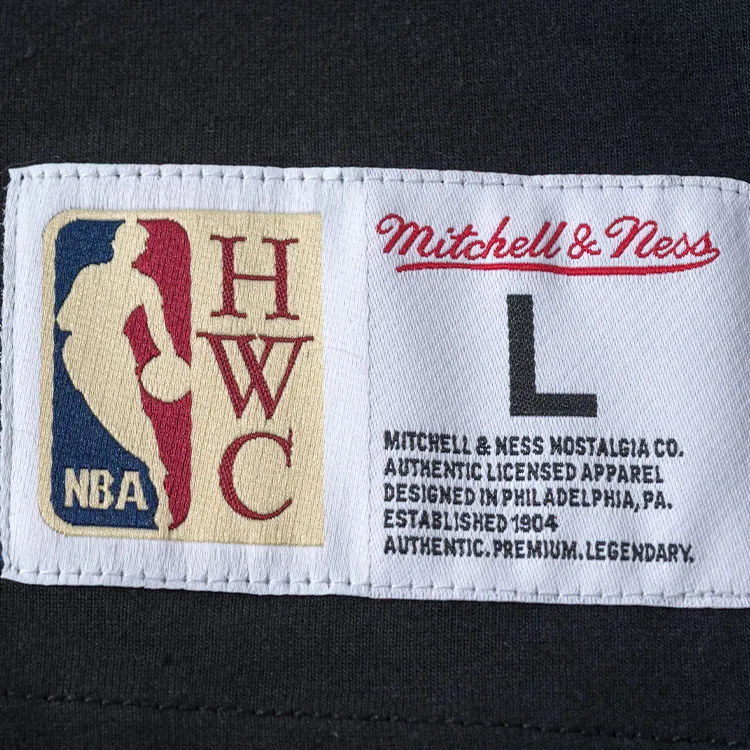 NBA
H
W
C
Mitchell & Ness
L
MITCHELL & NESS NOSTALGIA CO.
AUTHENTIC LICENSED APPAREL
DESIGNED IN PHILADELPHIA, PA.
ESTABLISHED 1904
AUTHENTIC. PREMIUM. LEGENDARY.